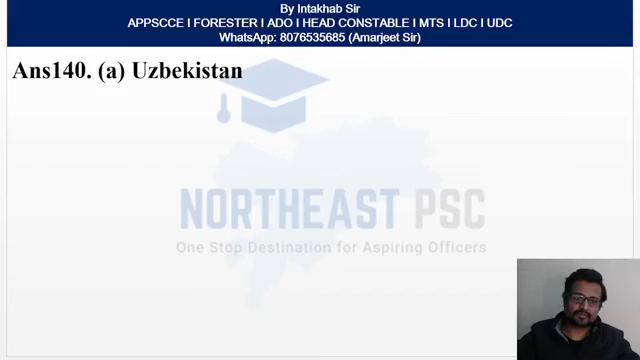 By Intakhab Sir
APPSCCE I FORESTER I ADO I HEAD CONSTABLE I MTS I LDC I UDC
WhatsApp: 8076535685 (Amarjeet Sir)
Ans140. (a) Uzbekistan
NORTHEAST PSC
One Stop Destination for Aspiring Officers